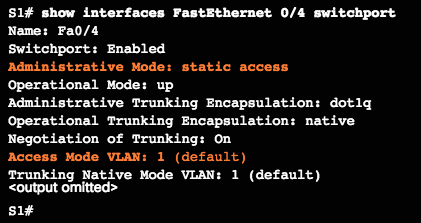 S1# show interfaces FastEthernet 0/4 switchport
Name: Fa0/4
Switchport: Enabled
Administrative Mode: static access
Operational Mode: up
Administrative Trunking Encapsulation: dot1q
Operational Trunking Encapsulation: native
Negotiation of Trunking: On
Access Mode VLAN: 1 (default)
Trunking Native Mode VLAN: 1 (default)
<output omitted>
S1#